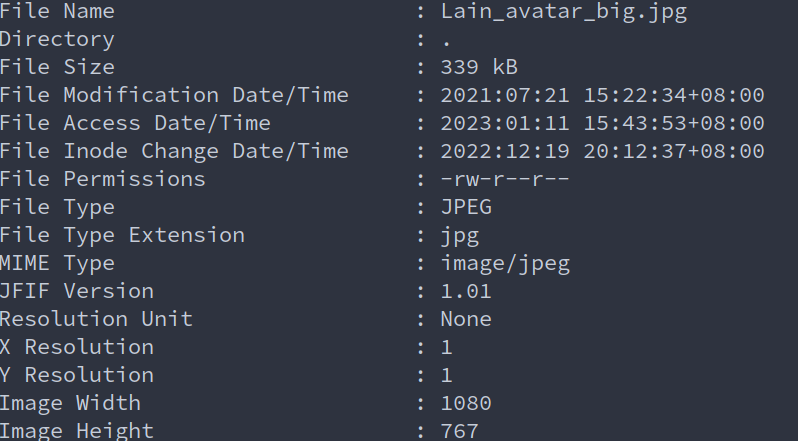 File Name : Lain_avatar_big.jpg
Directory : .
File Size : 339 kB
File Modification Date/Time : 2021:07:21 15:22:34+08:00
File Access Date/Time : 2023:01:11 15:43:53+08:00
File Inode Change Date/Time : 2022:12:19 20:12:37+08:00
File Permissions : -rw-r--r--
File Type : JPEG
File Type Extension : jpg
MIME Type : image/jpeg
JFIF Version : 1.01
Resolution Unit : None
X Resolution : 1
Y Resolution : 1
Image Width : 1080
Image Height : 767